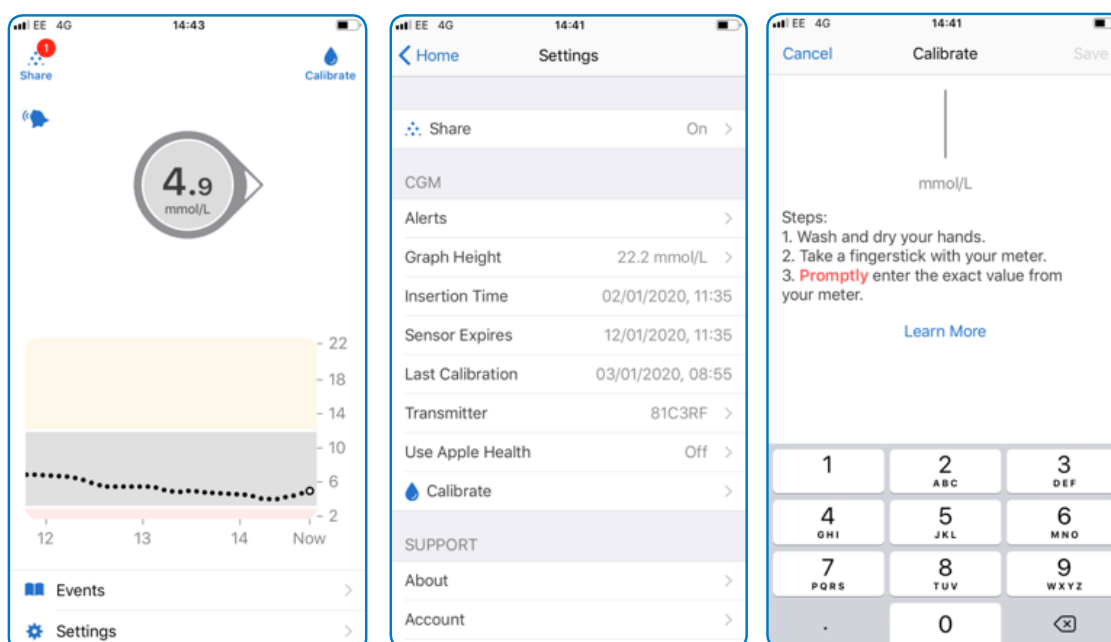 EE 4G 14:43
1
Share
Calibrate
4.9
mmol/L
22
18
14
10
6
2
12 13 14 Now
Events
Settings
EE 4G 14:41
Home Settings
Share On
CGM
Alerts
Graph Height 22.2 mmol/L
Insertion Time 02/01/2020, 11:35
Sensor Expires 12/01/2020, 11:35
Last Calibration 03/01/2020, 08:55
Transmitter 81C3RF
Use Apple Health Off
Calibrate
SUPPORT
About
Account
EE 4G 14:41
Cancel Calibrate Save
mmol/L
Steps:
1. Wash and dry your hands.
2. Take a fingerstick with your meter.
3. Promptly enter the exact value from
your meter.
Learn More
1 2 3
ABC DEF
4 5 6
GHI JKL MNO
7 8 9
PQRS TUV WXYZ
. 0